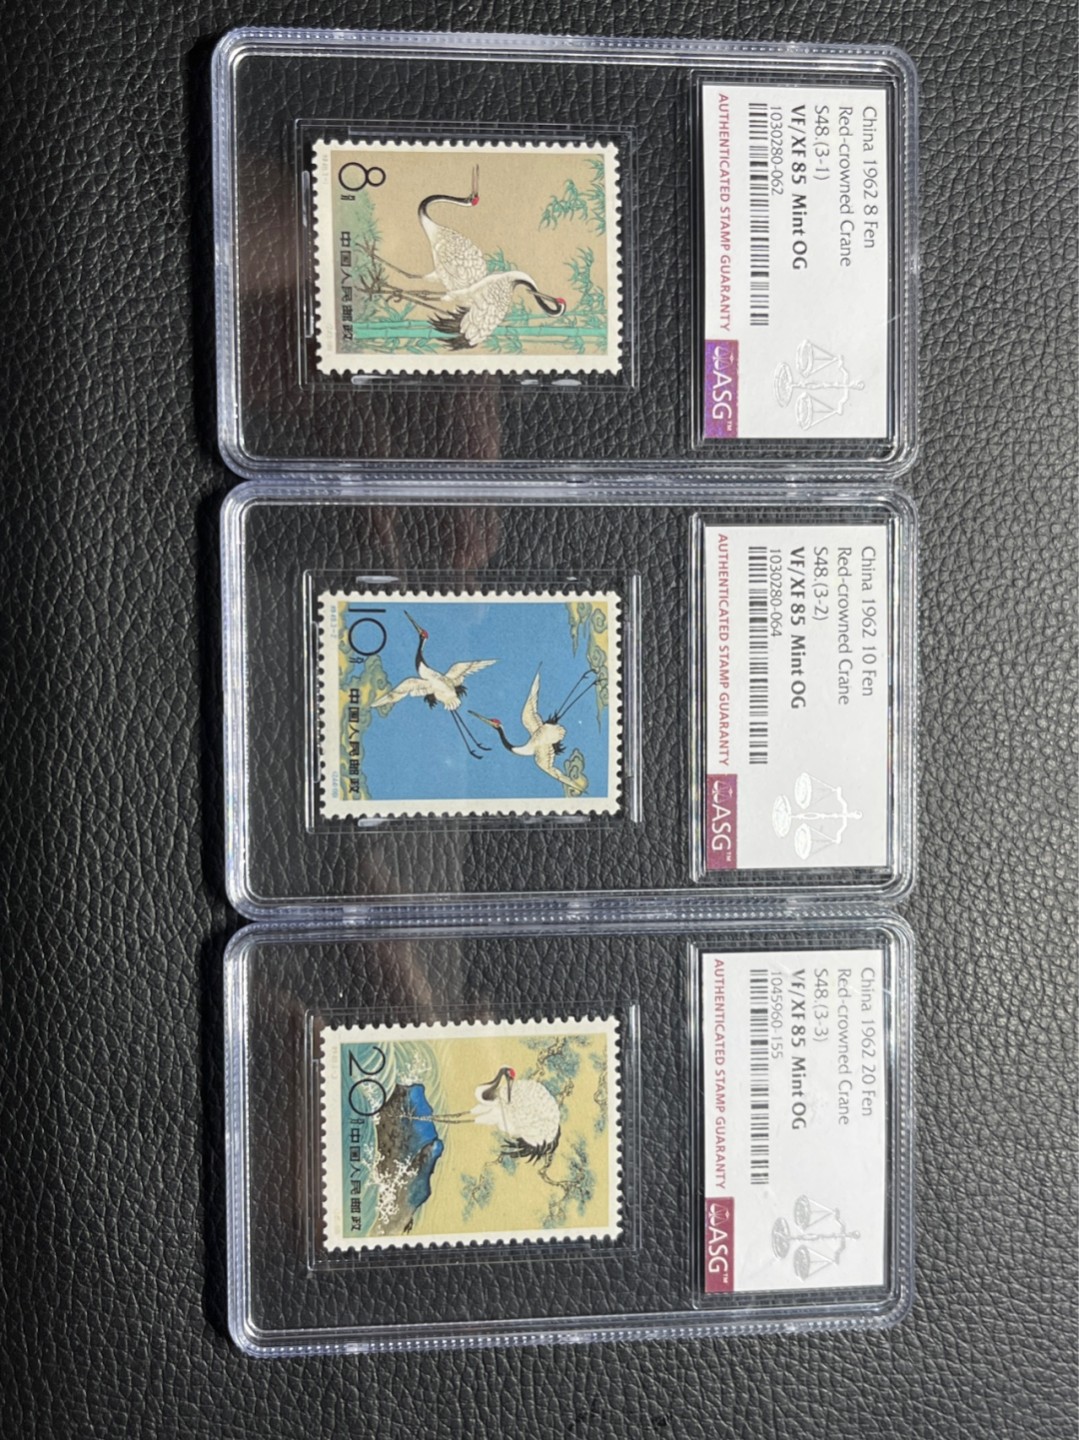 China 1962 8 Fen
Red-crowned Crane
S48.(3-1)
VF/XF 85 Mint OG
1030280-062
AUTHENTICATED STAMP GUARANTY
ASG™
8分
中国人民邮政
China 1962 10 Fen
Red-crowned Crane
S48.(3-2)
VF/XF 85 Mint OG
1030280-064
AUTHENTICATED STAMP GUARANTY
ASG™
10分
中国人民邮政
China 1962 20 Fen
Red-crowned Crane
S48.(3-3)
VF/XF 85 Mint OG
1045960-155
AUTHENTICATED STAMP GUARANTY
ASG™
20分
中国人民邮政